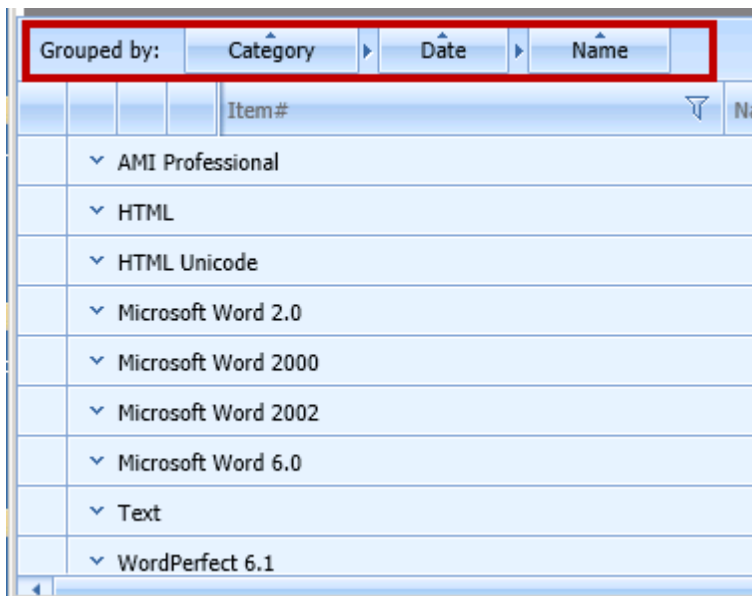 Grouped by: Category Date Name
Item# Na
AMI Professional
HTML
HTML Unicode
Microsoft Word 2.0
Microsoft Word 2000
Microsoft Word 2002
Microsoft Word 6.0
Text
WordPerfect 6.1